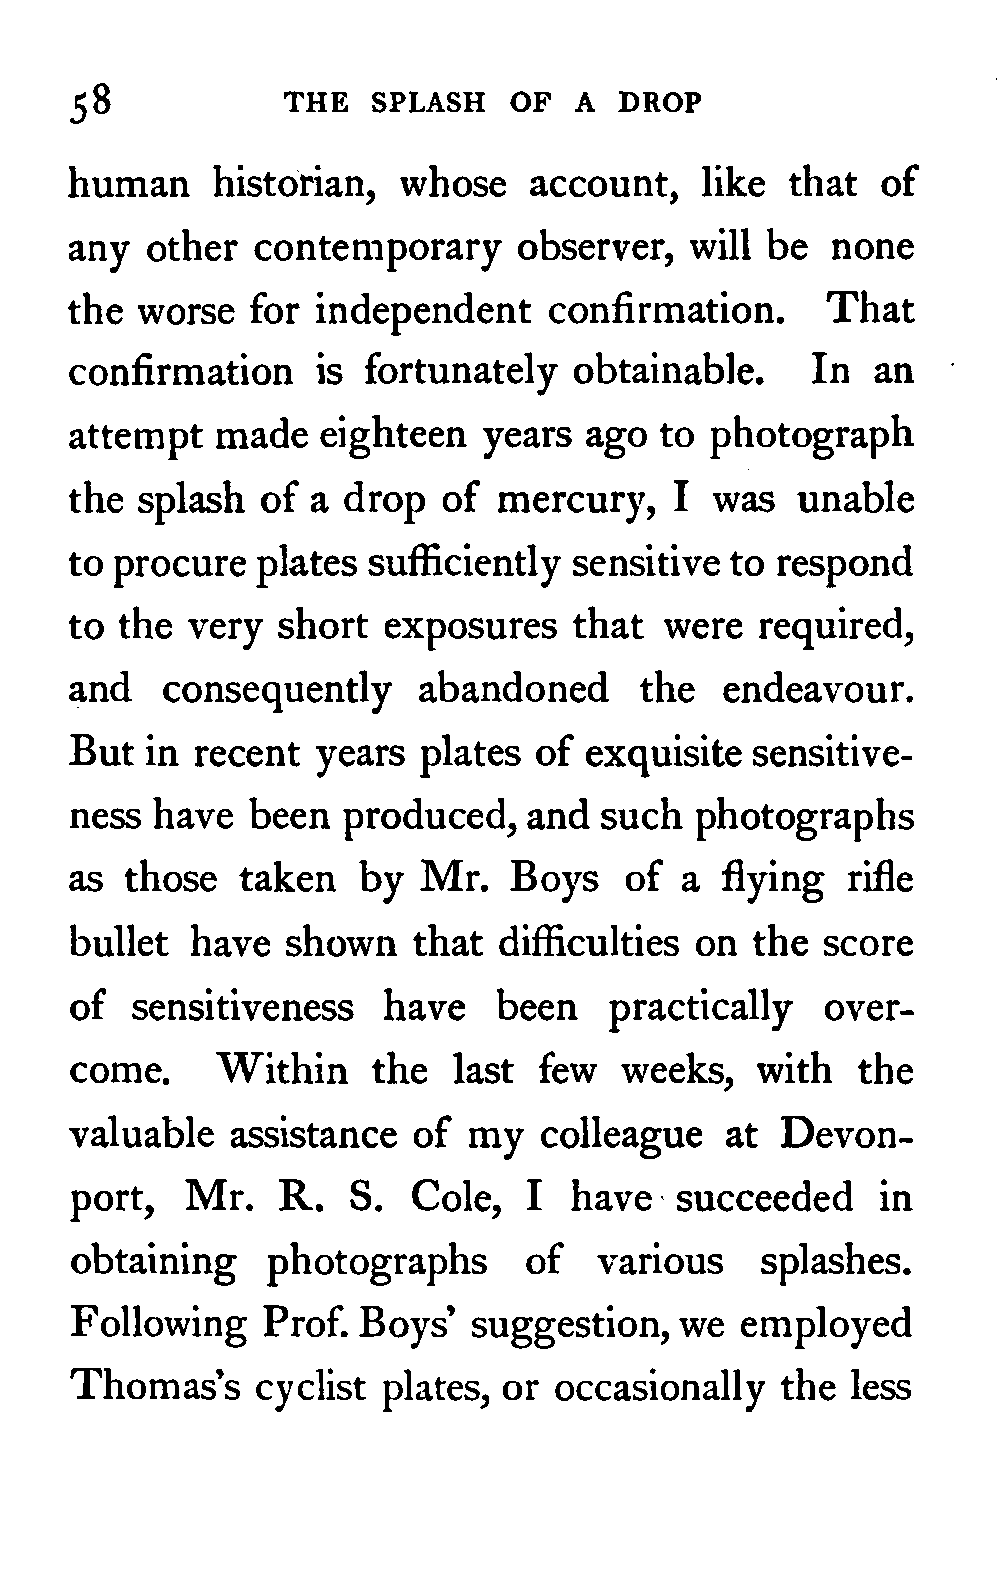 58 THE SPLASH OF A DROP
human historian, whose account, like that of
any other contemporary observer, will be none
the worse for independent confirmation. That
confirmation is fortunately obtainable. In an
attempt made eighteen years ago to photograph
the splash of a drop of mercury, I was unable
to procure plates sufficiently sensitive to respond
to the very short exposures that were required,
and consequently abandoned the endeavour.
But in recent years plates of exquisite sensitive-
ness have been produced, and such photographs
as those taken by Mr. Boys of a flying rifle
bullet have shown that difficulties on the score
of sensitiveness have been practically over-
come. Within the last few weeks, with the
valuable assistance of my colleague at Devon-
port, Mr. R. S. Cole, I have succeeded in
obtaining photographs of various splashes.
Following Prof. Boys' suggestion, we employed
Thomas's cyclist plates, or occasionally the less